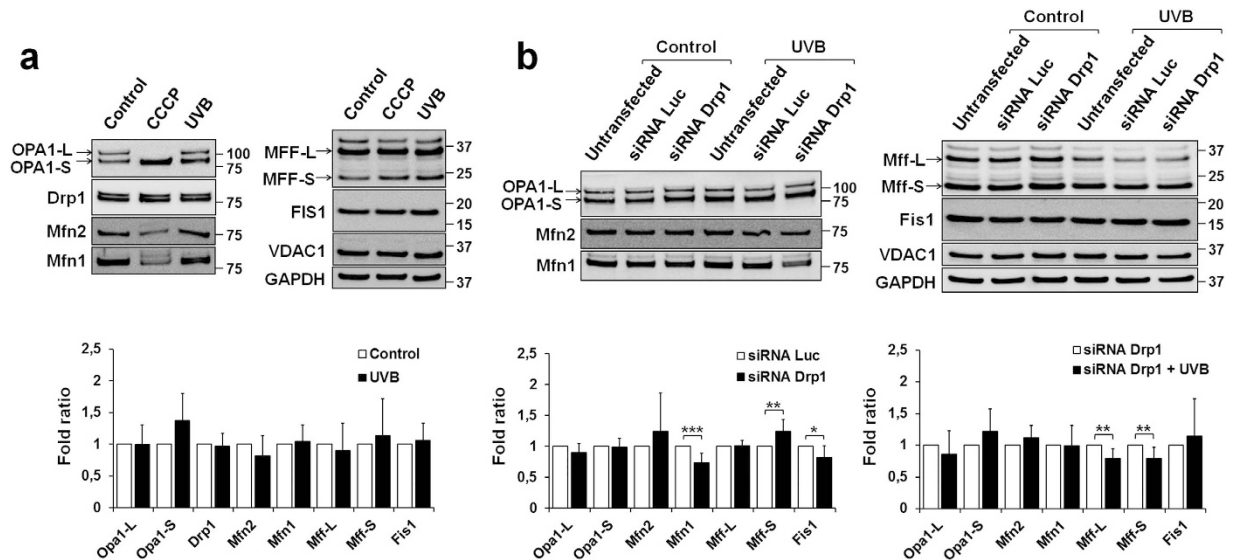 a
Control
CCCP
UVB
OPA1-L
OPA1-S
100
75
Drp1
75
Mfn2
75
Mfn1
75
Control
CCCP
UVB
MFF-L
37
MFF-S
25
FIS1
20
15
VDAC1
37
GAPDH
37
b
Control
UVB
Untransfected
siRNA Luc
siRNA Drp1
Untransfected
siRNA Luc
siRNA Drp1
OPA1-L
OPA1-S
100
75
Mfn2
75
Mfn1
75
Control
UVB
Untransfected
siRNA Luc
siRNA Drp1
Untransfected
siRNA Luc
siRNA Drp1
Mff-L
37
Mff-S
25
Fis1
20
15
VDAC1
37
GAPDH
37
Fold ratio
2,5
2
1,5
1
0,5
0
Control
UVB
Opa1-L
Opa1-S
Drp1
Mfn2
Mfn1
Mff-L
Mff-S
Fis1
Fold ratio
2,5
2
1,5
1
0,5
0
siRNA Luc
siRNA Drp1
***
**
*
Opa1-L
Opa1-S
Mfn2
Mfn1
Mff-L
Mff-S
Fis1
Fold ratio
2,5
2
1,5
1
0,5
0
siRNA Drp1
siRNA Drp1 + UVB
**
**
Opa1-L
Opa1-S
Mfn2
Mfn1
Mff-L
Mff-S
Fis1